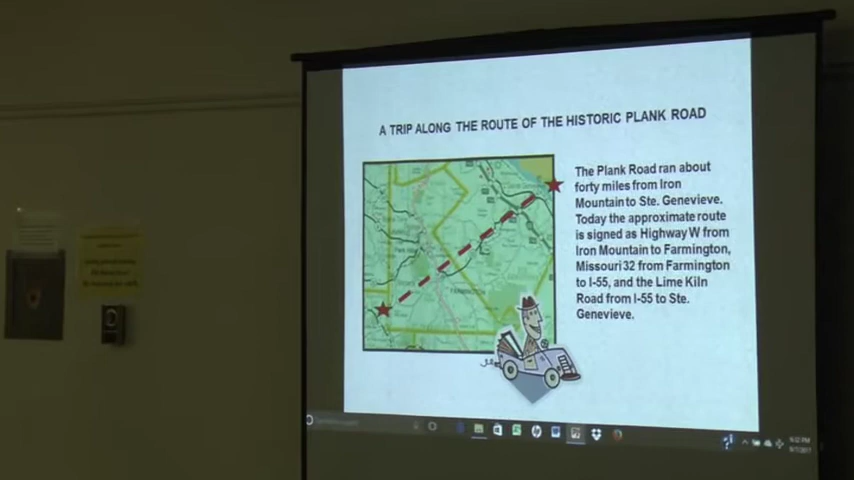 A TRIP ALONG THE ROUTE OF THE HISTORIC PLANK ROAD
The Plank Road ran about
forty miles from Iron
Mountain to Ste. Genevieve.
Today the approximate route
is signed as Highway W from
Iron Mountain to Farmington,
Missouri 32 from Farmington
to I-55, and the Lime Kiln
Road from I-55 to Ste.
Genevieve.
FARMINGTON